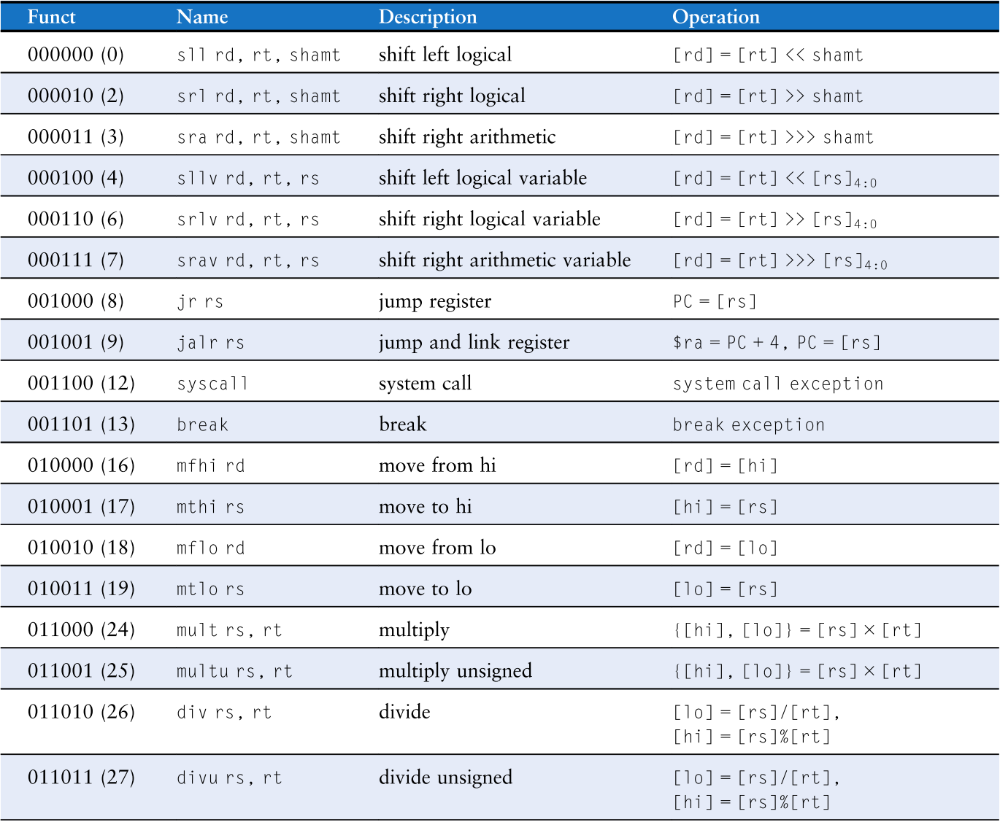 Funct Name Description Operation
000000 (0) sll rd, rt, shamt shift left logical [rd] = [rt] << shamt
000010 (2) srl rd, rt, shamt shift right logical [rd] = [rt] >> shamt
000011 (3) sra rd, rt, shamt shift right arithmetic [rd] = [rt] >>> shamt
000100 (4) sllv rd, rt, rs shift left logical variable [rd] = [rt] << [rs]4:0
000110 (6) srlv rd, rt, rs shift right logical variable [rd] = [rt] >> [rs]4:0
000111 (7) srav rd, rt, rs shift right arithmetic variable [rd] = [rt] >>> [rs]4:0
001000 (8) jr rs jump register PC = [rs]
001001 (9) jalr rs jump and link register $ra = PC + 4, PC = [rs]
001100 (12) syscall system call system call exception
001101 (13) break break break exception
010000 (16) mfhi rd move from hi [rd] = [hi]
010001 (17) mthi rs move to hi [hi] = [rs]
010010 (18) mflo rd move from lo [rd] = [lo]
010011 (19) mtlo rs move to lo [lo] = [rs]
011000 (24) mult rs, rt multiply {[hi], [lo]} = [rs] × [rt]
011001 (25) multu rs, rt multiply unsigned {[hi], [lo]} = [rs] × [rt]
011010 (26) div rs, rt divide [lo] = [rs]/[rt],
[hi] = [rs]%[rt]
011011 (27) divu rs, rt divide unsigned [lo] = [rs]/[rt],
[hi] = [rs]%[rt]